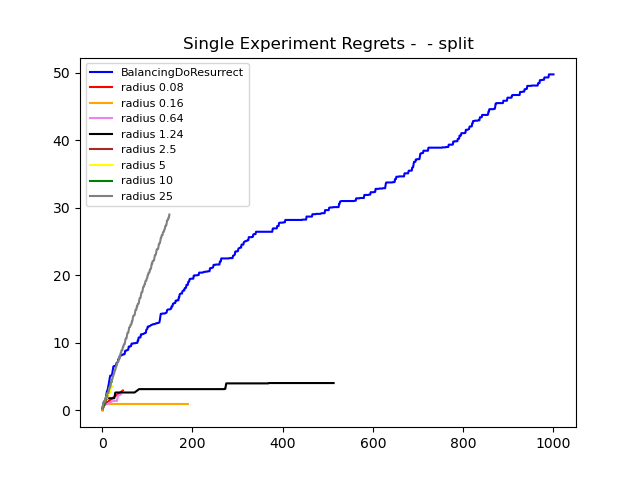 Single Experiment Regrets -  - split
BalancingDoResurrect
radius 0.08
radius 0.16
radius 0.64
radius 1.24
radius 2.5
radius 5
radius 10
radius 25
50
40
30
20
10
0
0 200 400 600 800 1000